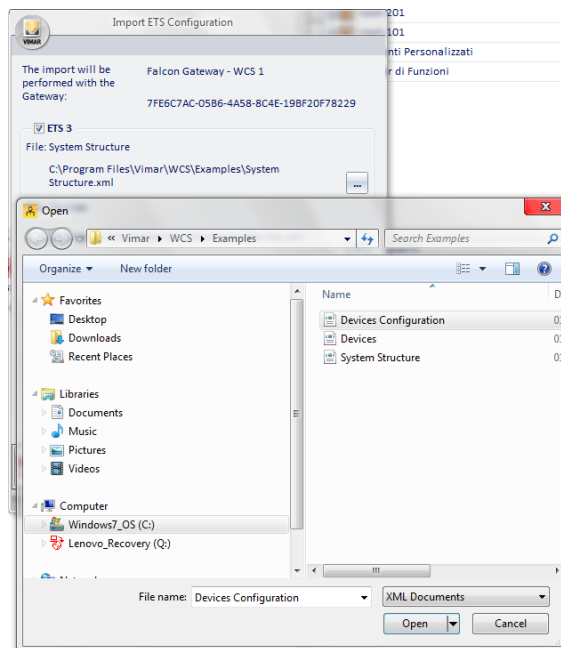 Import ETS Configuration
VIMAR
201
101
nti Personalizzati
r di Funzioni
The import will be
performed with the
Gateway:
Falcon Gateway - WCS 1
7FE6C7AC-05B6-4A58-8C4E-19BF20F78229
ETS 3
File: System Structure
C:\Program Files\Vimar\WCS\Examples\System
Structure.xml
...
Open
« Vimar WCS Examples
Search Examples
Organize
New folder
Favorites
Desktop
Downloads
Recent Places
Libraries
Documents
Music
Pictures
Videos
Computer
Windows7_OS (C:)
Lenovo_Recovery (Q:)
Name
D
Devices Configuration
01
Devices
01
System Structure
01
File name: Devices Configuration
XML Documents
Open
Cancel